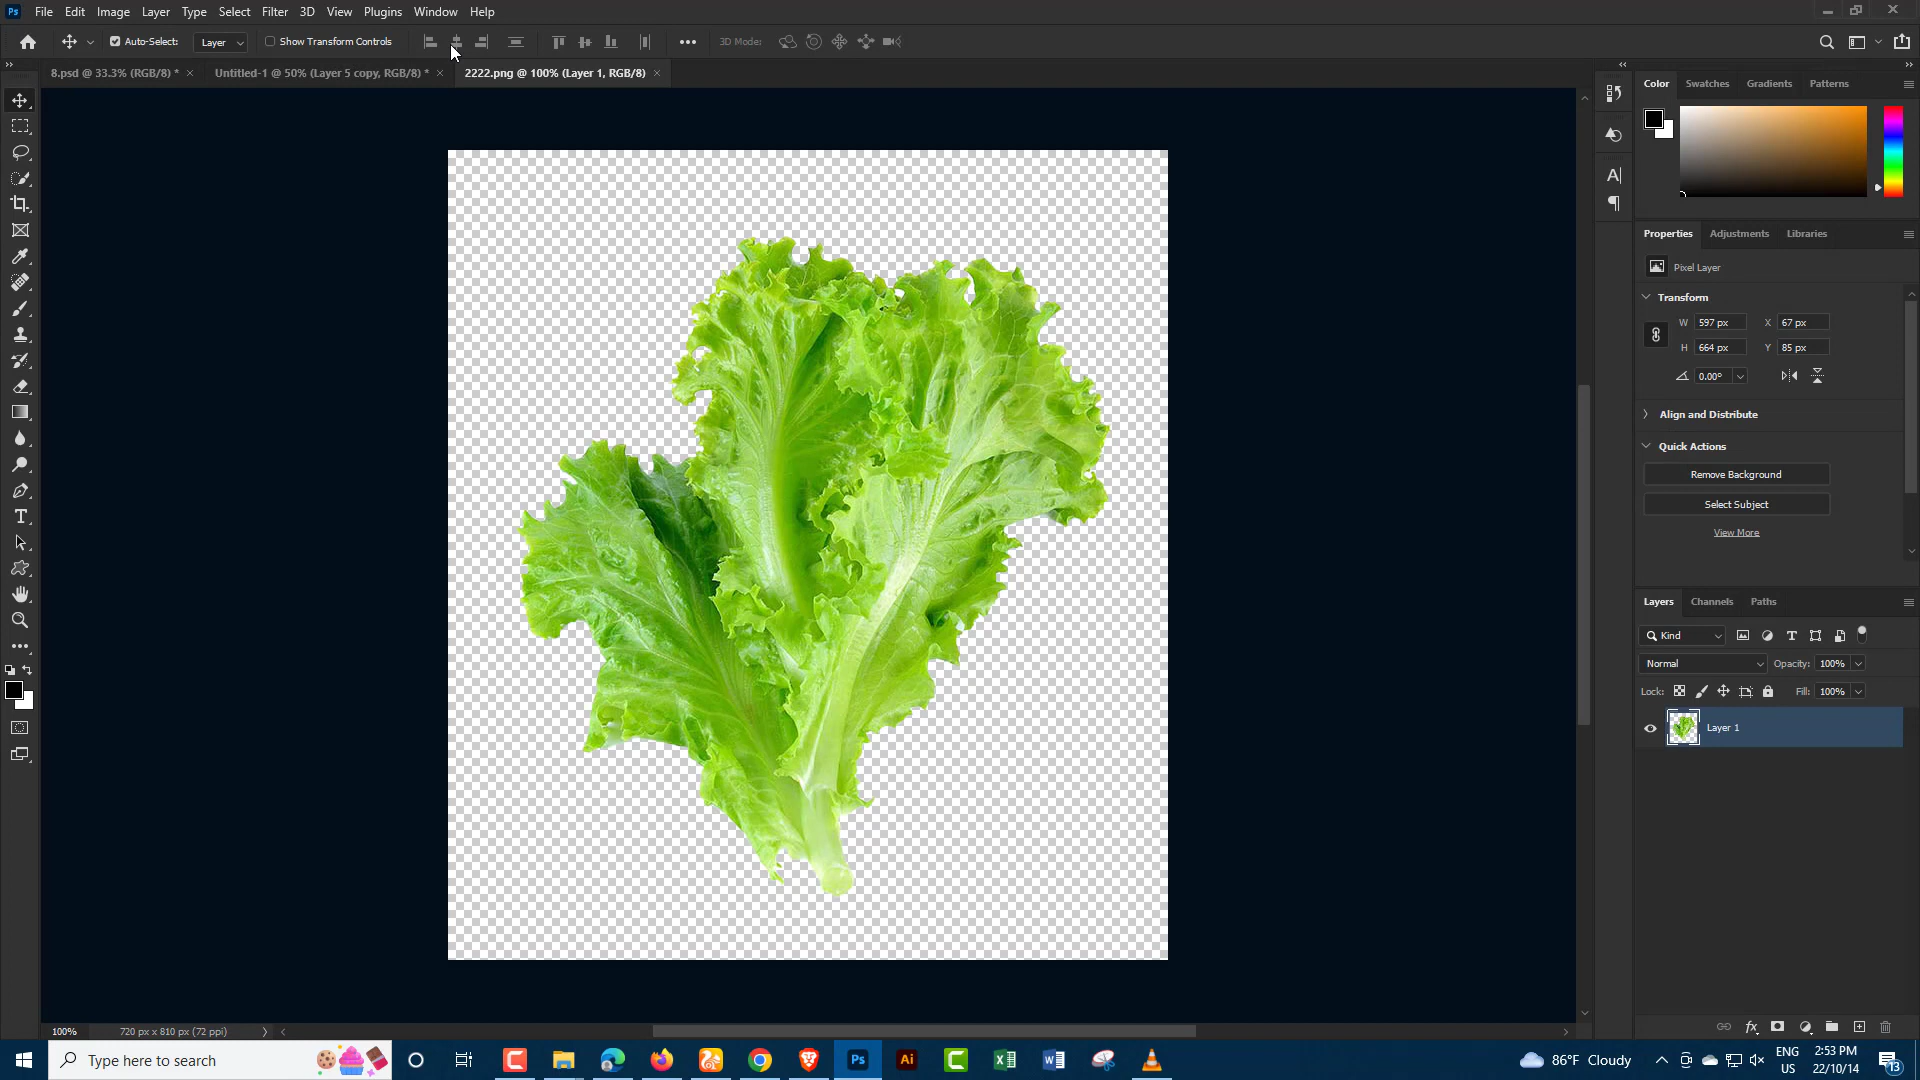 Ps File Edit Image Layer Type Select Filter 3D View Plugins Window Help
Auto-Select: Layer Show Transform Controls 3D Mode:
8.psd @ 33.3% (RGB/8) * × Untitled-1 @ 50% (Layer 5 copy, RGB/8) * × 2222.png @ 100% (Layer 1, RGB/8) ×
Color Swatches Gradients Patterns
Properties Adjustments Libraries
Pixel Layer
Transform
W 597 px X 67 px
H 664 px Y 85 px
0.00°
Align and Distribute
Quick Actions
Remove Background
Select Subject
View More
Layers Channels Paths
Kind
Normal Opacity: 100%
Lock: Fill: 100%
Layer 1
100% 720 px x 810 px (72 ppi)
Type here to search
Ps Ai
86°F Cloudy
ENG
US
2:53 PM
22/10/14
13